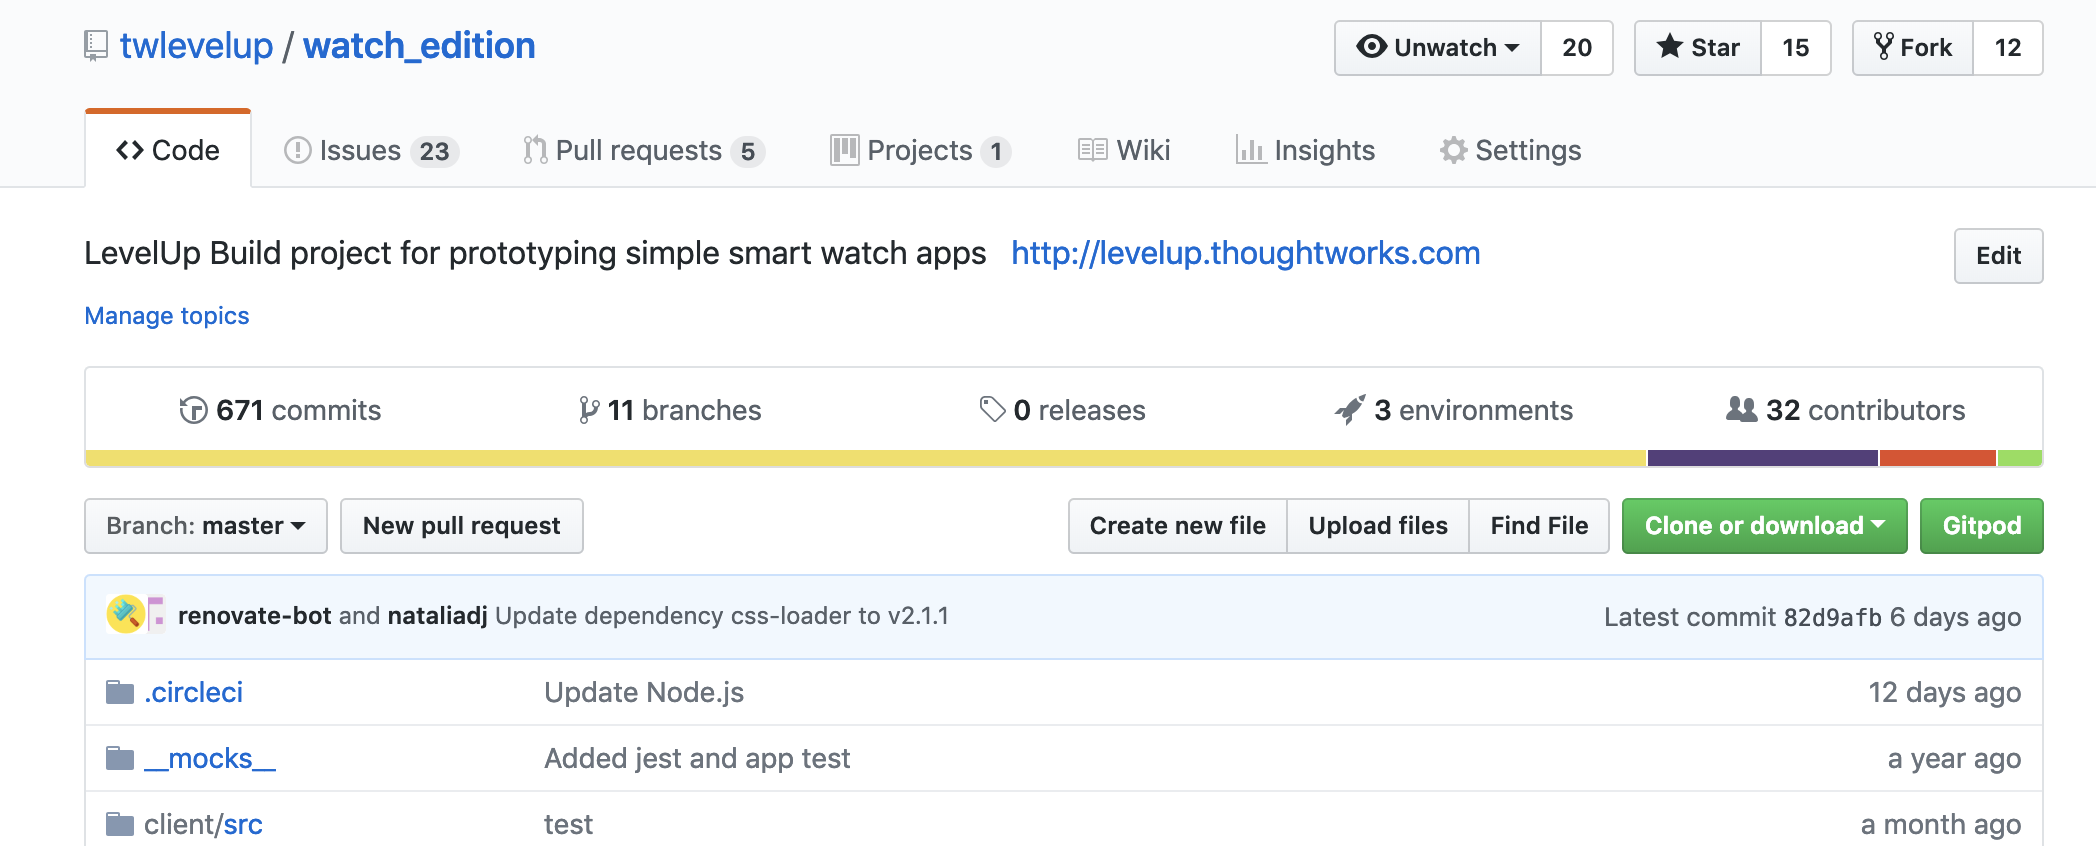 twlevelup / watch_edition
Unwatch 20 Star 15 Fork 12
Code Issues 23 Pull requests 5 Projects 1 Wiki Insights Settings
LevelUp Build project for prototyping simple smart watch apps http://levelup.thoughtworks.com Edit
Manage topics
671 commits 11 branches 0 releases 3 environments 32 contributors
Branch: master New pull request Create new file Upload files Find File Clone or download Gitpod
renovate-bot and nataliadj Update dependency css-loader to v2.1.1 Latest commit 82d9afb 6 days ago
.circleci Update Node.js 12 days ago
__mocks__ Added jest and app test a year ago
client/src test a month ago